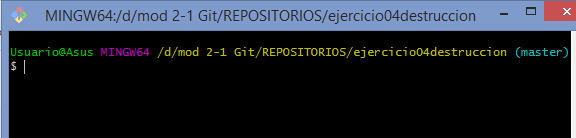 MINGW64:/d/mod 2-1 Git/REPOSITORIOS/ejercicio04destruccion
Usuario@Asus MINGW64 /d/mod 2-1 Git/REPOSITORIOS/ejercicio04destruccion (master)
$